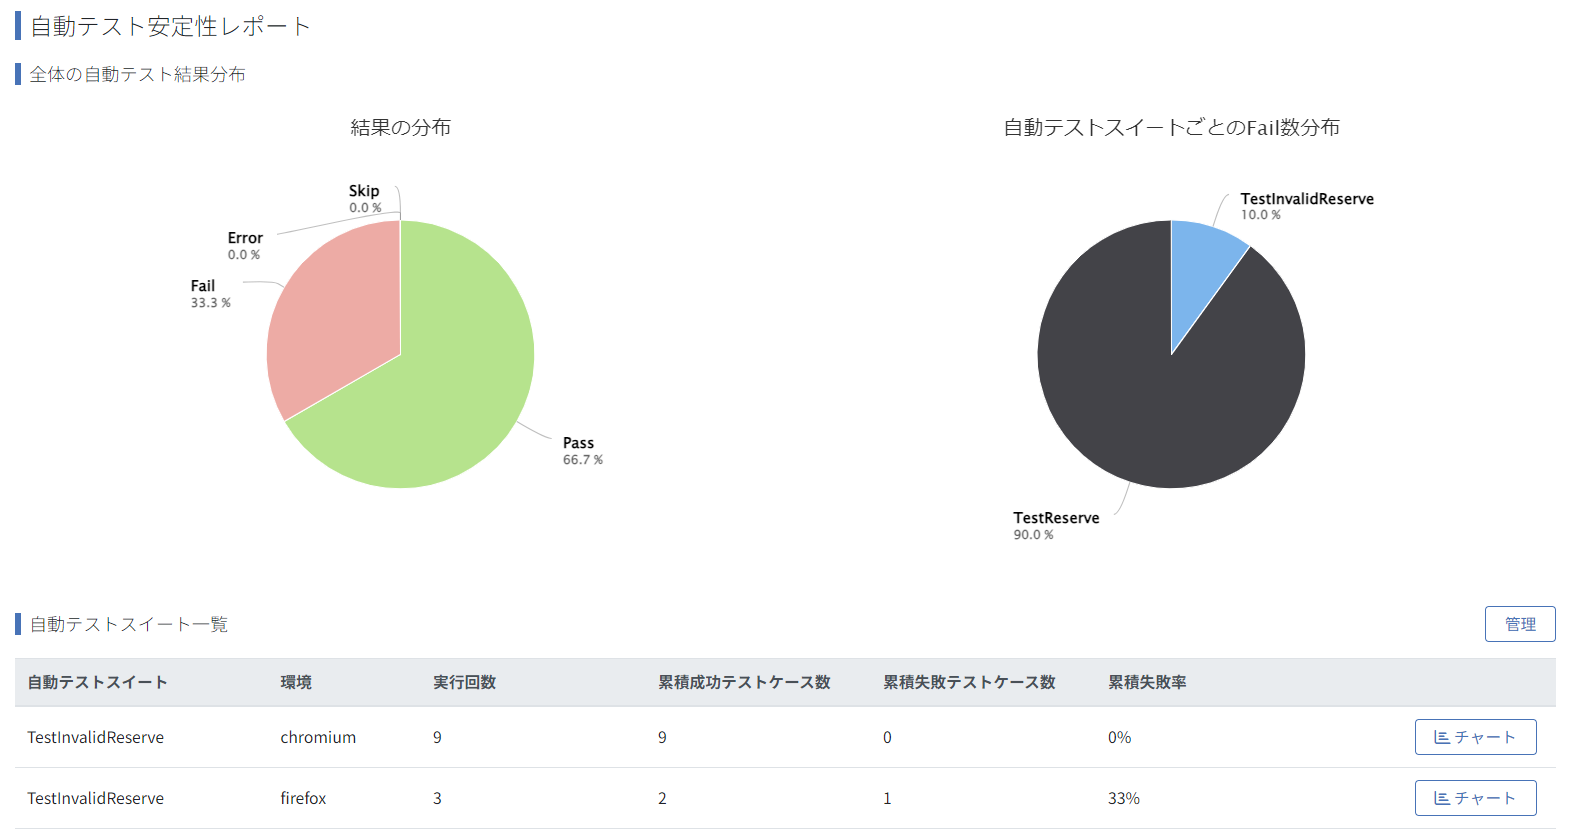 自動テスト安定性レポート
全体の自動テスト結果分布
結果の分布
Skip
0.0 %
Error
0.0 %
Fail
33.3 %
Pass
66.7 %
自動テストスイートごとのFail数分布
TestInvalidReserve
10.0 %
TestReserve
90.0 %
自動テストスイート一覧
管理
自動テストスイート 環境 実行回数 累積成功テストケース数 累積失敗テストケース数 累積失敗率
TestInvalidReserve chromium 9 9 0 0% チャート
TestInvalidReserve firefox 3 2 1 33% チャート